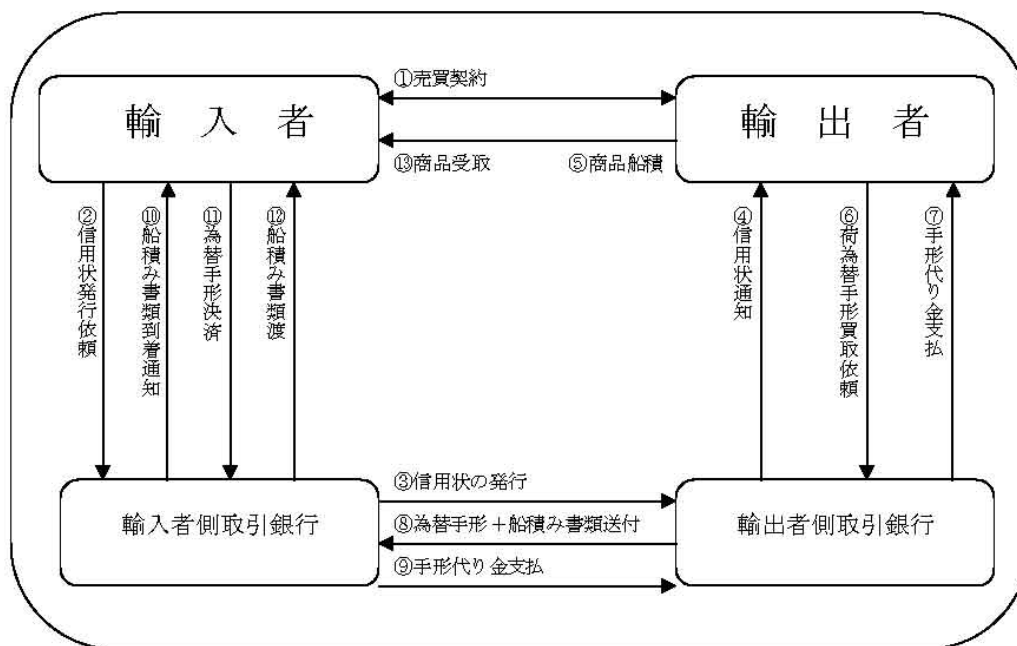 ①売買契約
輸入者
輸出者
⑬商品受取
⑤商品船積
②信用状発行依頼
⑩船積み書類到着通知
⑪為替手形決済
⑫船積み書類渡
④信用状通知
⑥荷為替手形買取依頼
⑦手形代り金支払
③信用状の発行
輸入者側取引銀行
⑧為替手形+船積み書類送付
輸出者側取引銀行
⑨手形代り金支払